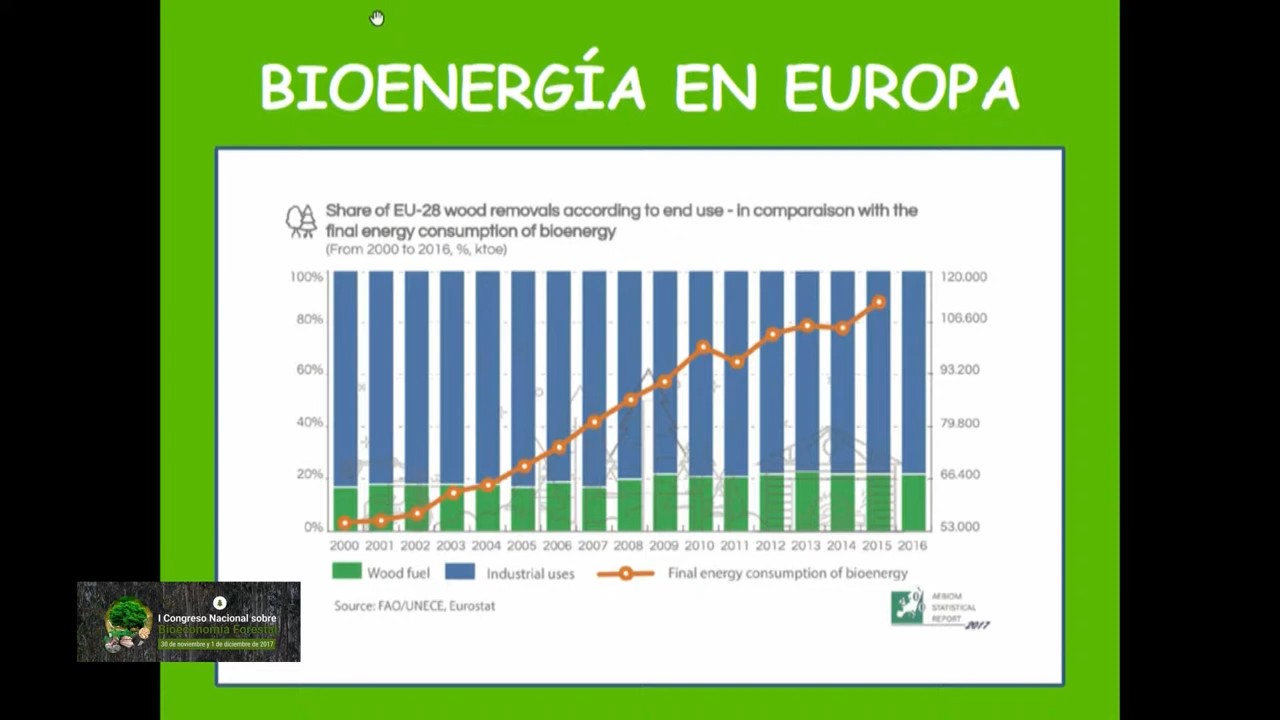 BIOENERGÍA EN EUROPA
Share of EU-28 wood removals according to end use - in comparaison with the
final energy consumption of bioenergy
(From 2000 to 2016, %, ktoe)
100% 120.000
80% 106.600
60% 93.200
40% 79.800
20% 66.400
0% 53.000
2000 2001 2002 2003 2004 2005 2006 2007 2008 2009 2010 2011 2012 2013 2014 2015 2016
Wood fuel Industrial uses Final energy consumption of bioenergy
Source: FAO/UNECE, Eurostat
AEBIOM
STATISTICAL
REPORT
2017
I Congreso Nacional sobre
Bioeconomía Forestal
30 de noviembre y 1 de diciembre de 2017